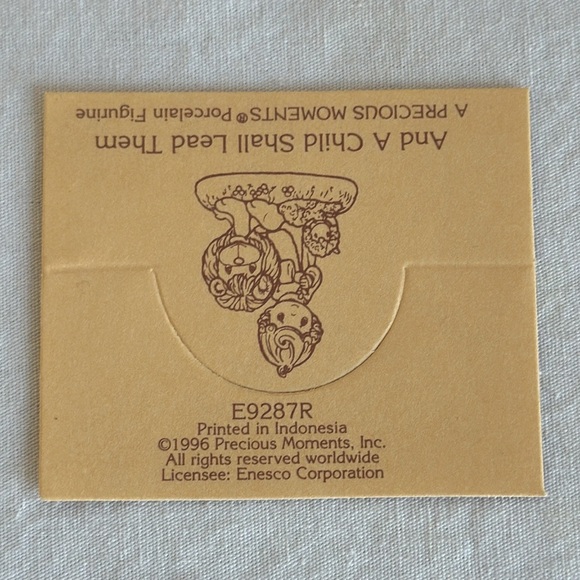 A PRECIOUS MOMENTS® Porcelain Figurine
And A Child Shall Lead Them
E9287R
Printed in Indonesia
©1996 Precious Moments, Inc.
All rights reserved worldwide
Licensee: Enesco Corporation